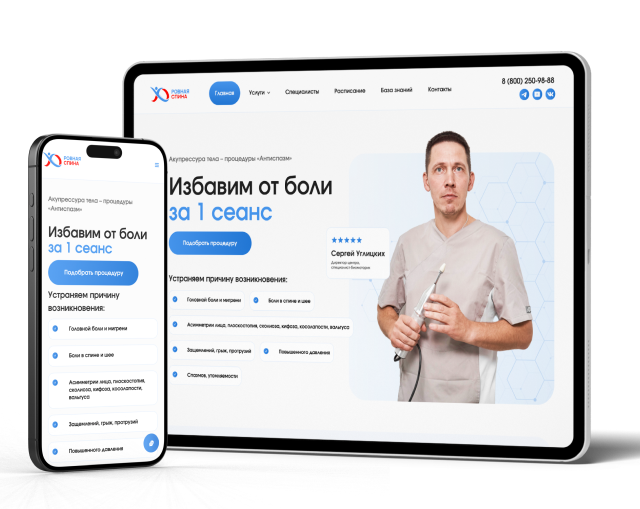 РОВНАЯ
СПИНА
Главная
Услуги
Специалисты
Расписание
База знаний
Контакты
8 (800) 250-98-88
Акупрессура тела – процедуры «Антиспазм»
Избавим от боли
за 1 сеанс
Подобрать процедуру
Сергей Углицких
Устраняем причину возникновения:
Головной боли и мигрени
Боли в спине и шее
Асимметрии лица, плоскостопия, сколиоза, кифоза, косолапости, вальгуса
Защемлений, грыж, протрузий
Повышенного давления
Спазмов, утомляемости
РОВНАЯ
СПИНА
Акупрессура тела – процедуры
«Антиспазм»
Избавим от боли
за 1 сеанс
Подобрать процедуру
Устраняем причину
возникновения:
Головной боли и мигрени
Боли в спине и шее
Асимметрии лица, плоскостопия,
сколиоза, кифоза, косолапости,
вальгуса
Защемлений, грыж, протрузий
Повышенного давления